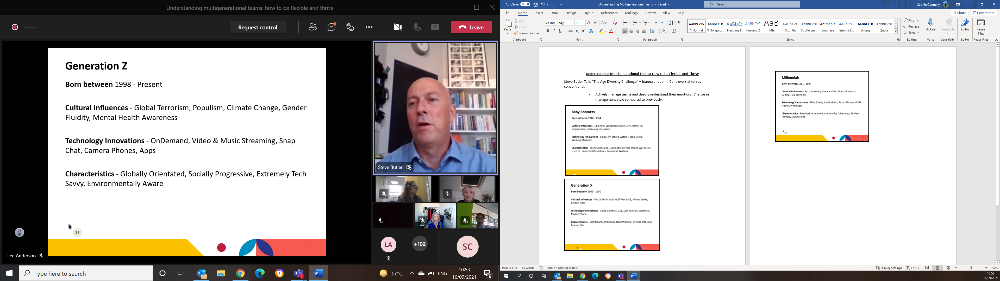 Understanding multigenerational teams: how to be flexible and thrive
--:--
Request control
Leave
Generation Z
Born between 1998 - Present
Cultural Influences - Global Terrorism, Populism, Climate Change, Gender
Fluidity, Mental Health Awareness
Technology Innovations - OnDemand, Video & Music Streaming, Snap
Chat, Camera Phones, Apps
Characteristics - Globally Orientated, Socially Progressive, Extremely Tech
Savvy, Environmentally Aware
SB
9
Lee Anderson
Steve Butler
LA
+102
SC
Type here to search
17°C
ENG
10:53
16/09/2021
6
AutoSave
On
Understanding Multigenerational Teams - Saved
Search
Sophie Connolly
File Home Insert Draw Design Layout References Mailings Review View Help
Share
Comments
Paste
Cut
Copy
Format Painter
Clipboard
Calibri (Body)
11
Font
Paragraph
AaBbCcDc
¶ Normal
AaBbCcDc
¶ No Spac...
AaBbCc
Heading 1
AaBbCcD
Heading 2
AaB
Title
AaBbCcD
Subtitle
AaBbCcDc
Subtle Em...
AaBbCcDc
Emphasis
AaBbCcDc
Intense E...
AaBbCcDc
Strong
AaBbCcDc
Quote
Styles
Find
Replace
Select
Editing
Dictate
Voice
Sensitivity
Sensitivity
Editor
Editor
Reuse
Files
Reuse Files
Understanding Multigenerational Teams: How to be Flexible and Thrive
Steve Butler Talk, “The Age Diversity Challenge” – Joanna and John. Controversial versus
conventional.
- Actively manage teams and deeply understand their emotions. Change in
management style compared to previously.
Baby Boomers
Born between 1946 - 1964
Cultural Influences - Cold War, Sexual Revolution, Civil Rights, full
employment, increasing prosperity
Technology Innovations - Colour TV, Stereo Systems, Tape Decks,
Washing Machines
Characteristics - Team Orientated, Optimistic, Formal, Strong Work Ethic,
Used to Hierarchical Structures, Emotional Wisdom
Generation X
Born between 1965 - 1980
Cultural Influences - Fall of Berlin Wall, Gulf War, AIDS, Miners Strike,
Brixton Riots
Technology Innovations - Video Cameras, CDs, Dish Washer, Walkman,
Mobile Phone
Characteristics - Self Reliant, Ambitious, Hard Working, Cynical, Informal,
Resourceful
Millennials
Born between 1981 - 1997
Cultural Influences - 9/11, Austerity, Student Debt, Normalisation of
LGBTQ+, Gig Economy
Technology Innovations - iPod, Email, Social Media, Smart Phones, Wi-Fi,
Netflix, WhatsApp
Characteristics - Feedback Orientated, Community Orientated, Realistic,
Flexible, Multitasking
Page 2 of 2
38 words
English (United States)
Display Settings
Focus
100%
10:53
16/09/2021